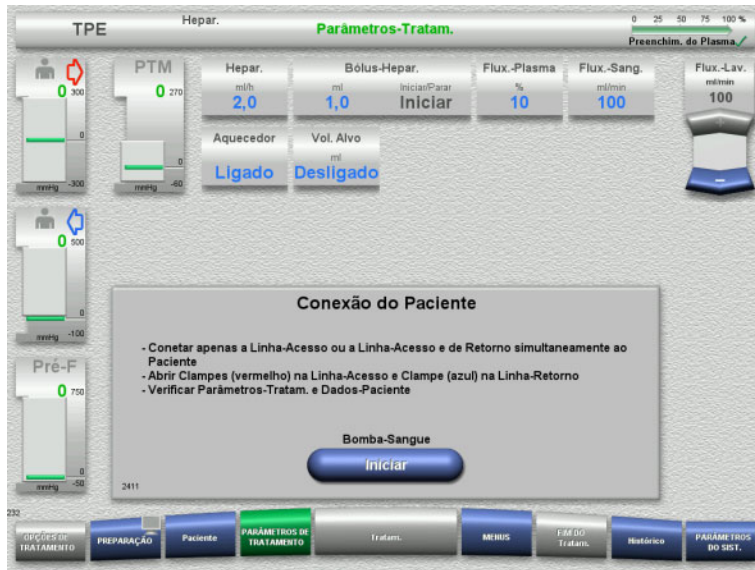 TPE
Hepar.
Parâmetros-Tratam.
0 25 50 75 100 %
Preenchim. do Plasma
0 300
0
mmHg -300
PTM
0 270
0
mmHg -60
Hepar.
ml/h
2,0
Bólus-Hepar.
ml Iniciar/Parar
1,0 Iniciar
Flux.-Plasma
%
10
Flux.-Sang.
ml/min
100
Flux.-Lav.
ml/min
100
Aquecedor
Ligado
Vol. Alvo
ml
Desligado
0 500
0
mmHg -100
Pré-F
0 750
0
mmHg -50
Conexão do Paciente
- Conetar apenas a Linha-Acesso ou a Linha-Acesso e de Retorno simultaneamente ao
Paciente
- Abrir Clampes (vermelho) na Linha-Acesso e Clampe (azul) na Linha-Retorno
- Verificar Parâmetros-Tratam. e Dados-Paciente
Bomba-Sangue
Iniciar
2411
232
OPÇÕES DE
TRATAMENTO
PREPARAÇÃO
Paciente
PARÂMETROS DE
TRATAMENTO
Tratam.
MENUS
FIM DO
Tratam.
Histórico
PARÂMETROS
DO SIST.